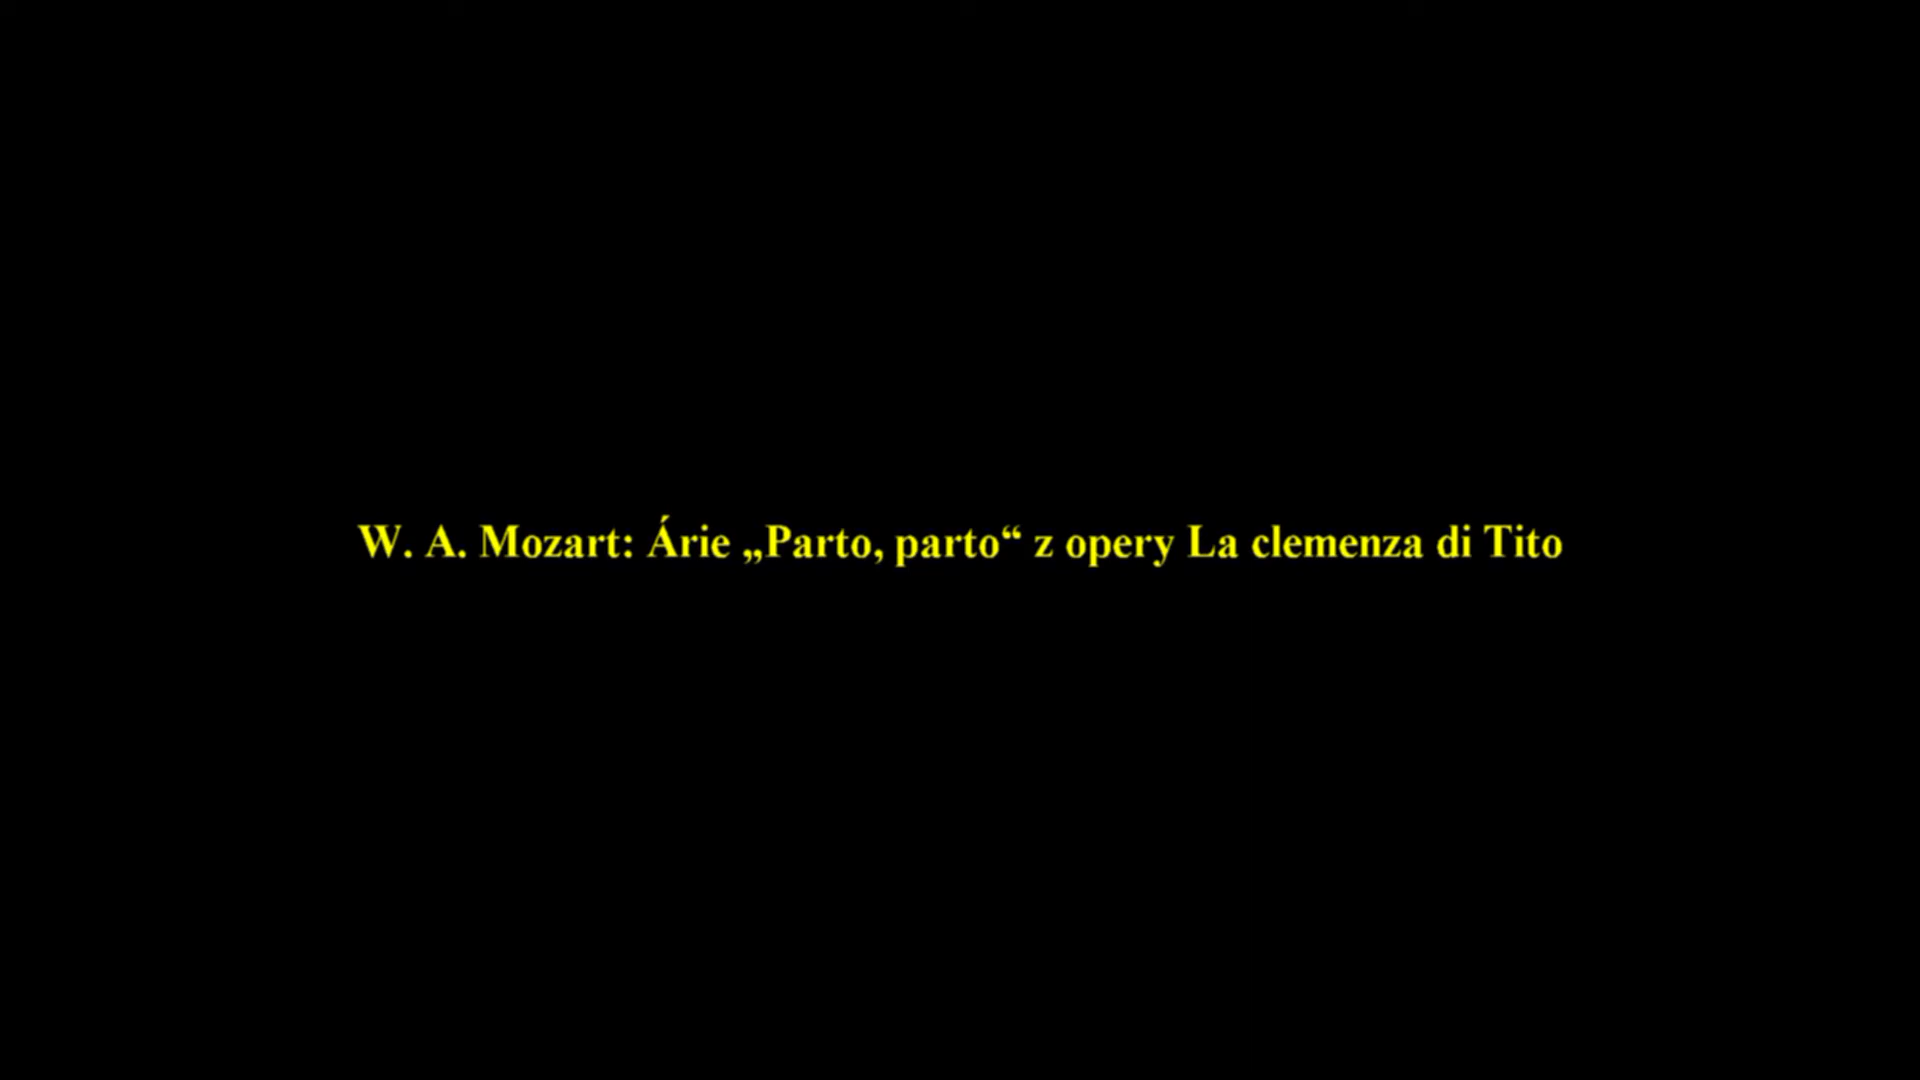 W. A. Mozart: Árie „Parto, parto“ z opery La clemenza di Tito